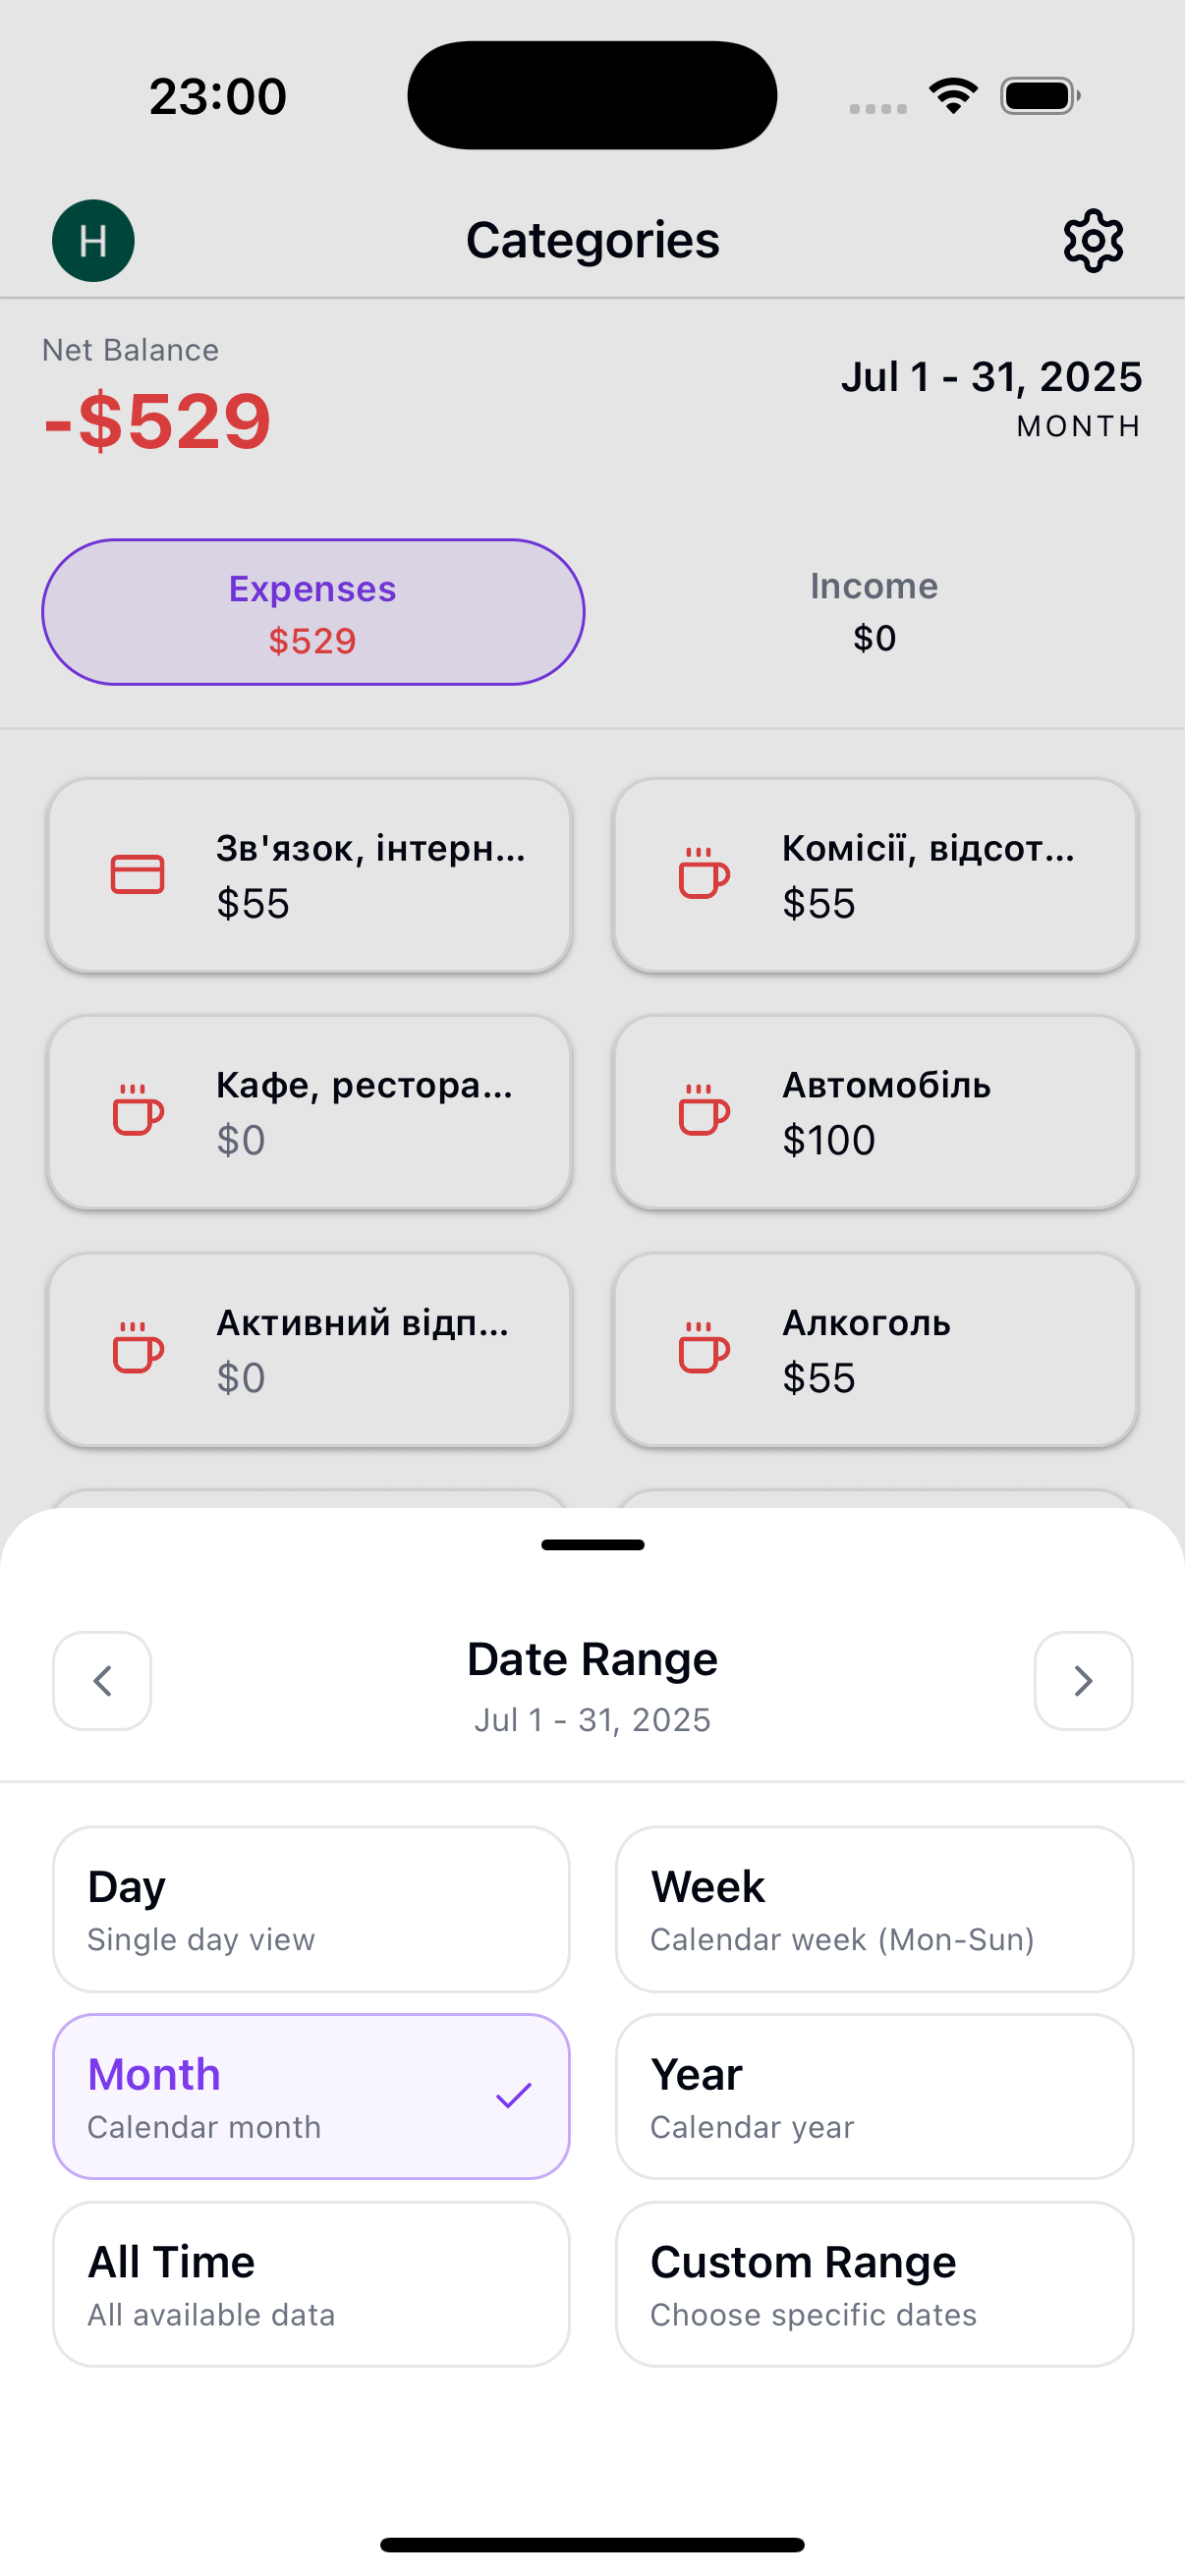 23:00
H
Categories
Net Balance
-$529
Jul 1 - 31, 2025
MONTH
Expenses
$529
Income
$0
Зв'язок, інтерн...
$55
Комісії, відсот...
$55
Кафе, рестора...
$0
Автомобіль
$100
Активний відп...
$0
Алкоголь
$55
Date Range
Jul 1 - 31, 2025
Day
Single day view
Week
Calendar week (Mon-Sun)
Month
Calendar month
Year
Calendar year
All Time
All available data
Custom Range
Choose specific dates